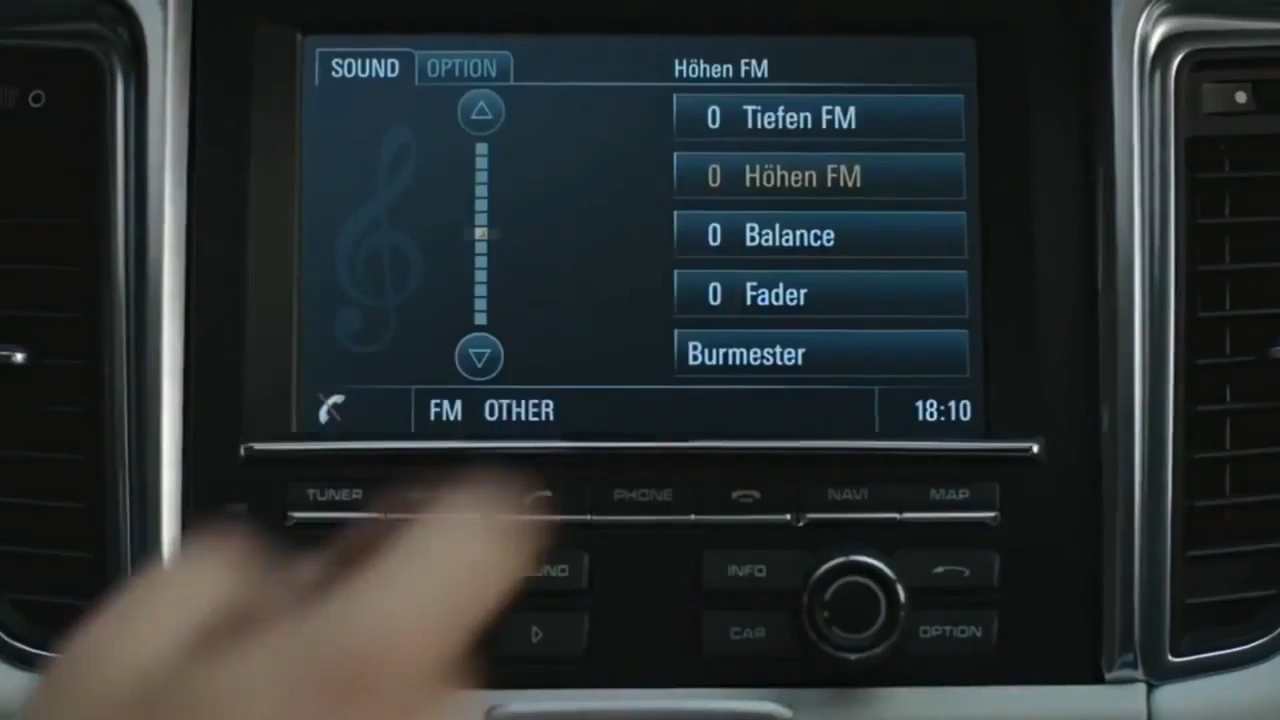 SOUND OPTION
Höhen FM
0 Tiefen FM
0 Höhen FM
0 Balance
0 Fader
Burmester
FM OTHER
18:10
TUNER PHONE NAVI MAP
INFO
CAR OPTION